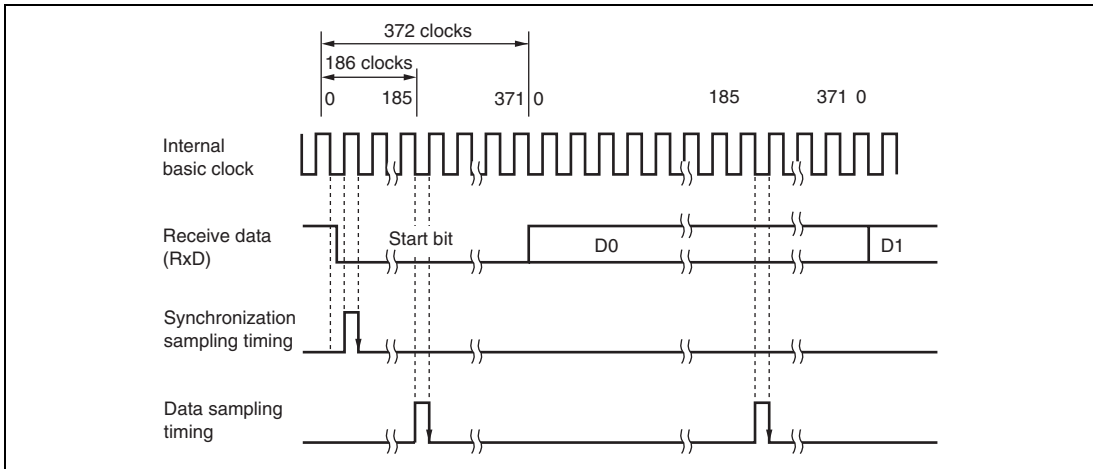 372 clocks
186 clocks
0 185 371 0 185 371 0
Internal
basic clock
Receive data
(RxD)
Start bit D0 D1
Synchronization
sampling timing
Data sampling
timing